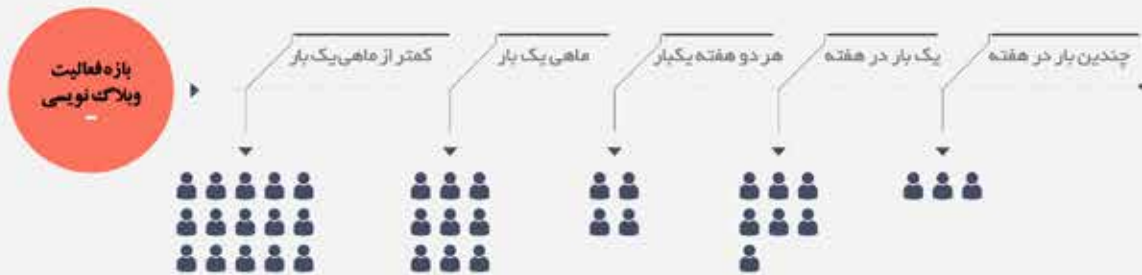 بازه فعالیت
وبلاگ نویسی
چندین بار در هفته
یک بار در هفته
هر دو هفته یکبار
ماهی یک بار
کمتر از ماهی یک بار